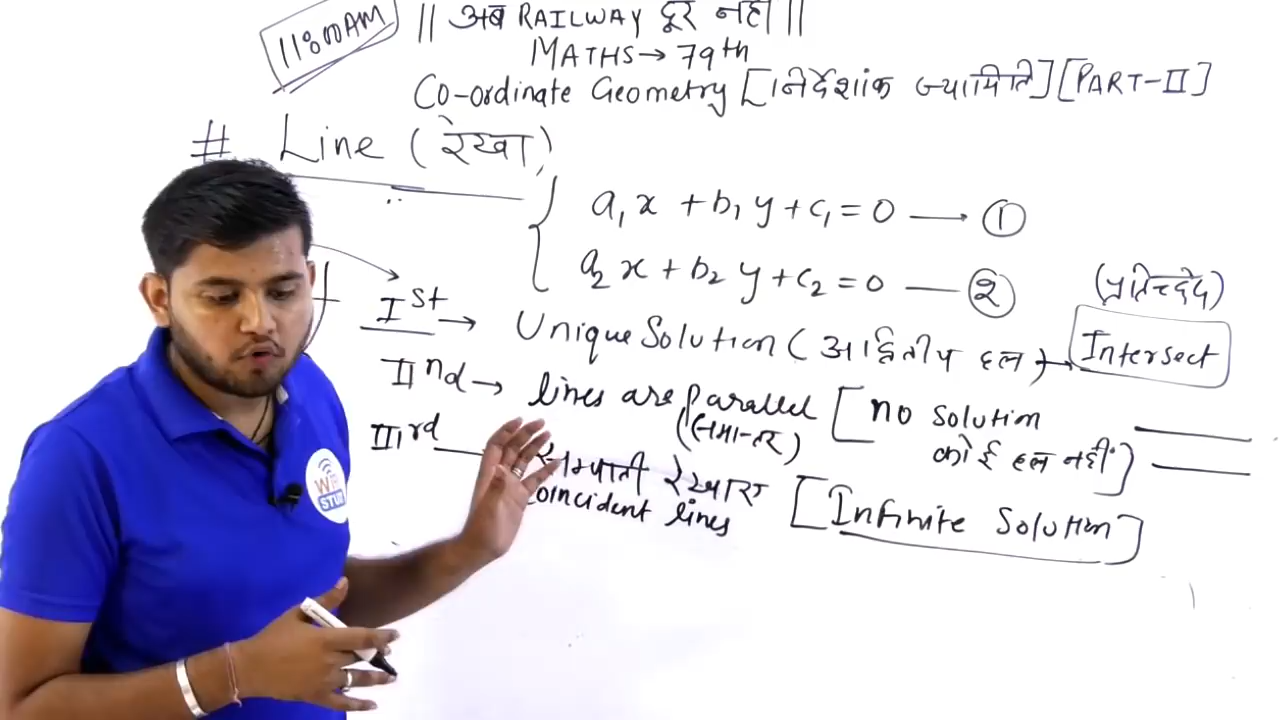 11:00AM
|| अब RAILWAY दूर नहीं ||
MATHS → 79th
Co-ordinate Geometry [निर्देशांक ज्यामिति] [PART-II]
# Line (रेखा)
a₁x + b₁y + c₁ = 0 — ①
a₂x + b₂y + c₂ = 0 — ②
(प्रतिच्छेद)
Ist → Unique Solution (अद्वितीय हल) → Intersect
IInd → lines are parallel [no solution
(समान्तर) कोई हल नहीं]
IIIrd — सम्पाती रेखाएं
coincident lines [Infinite Solution]